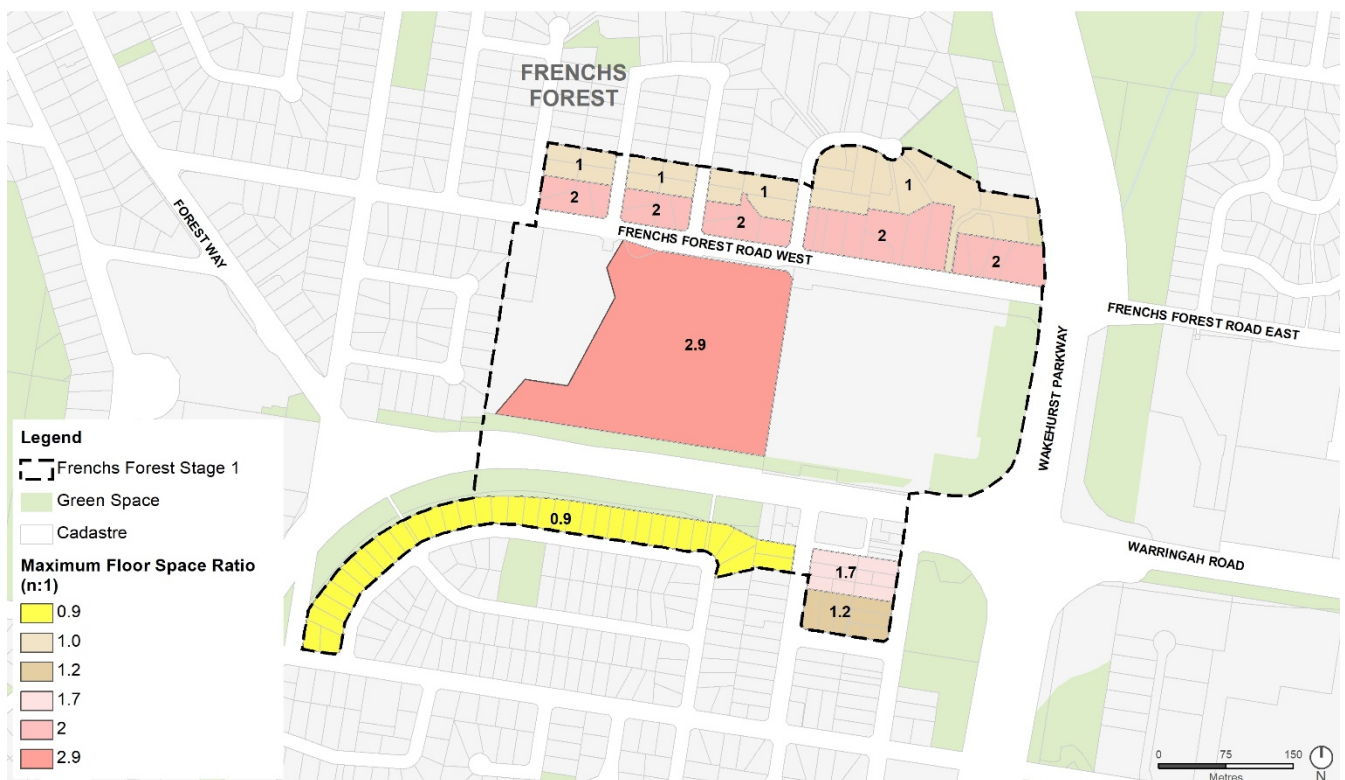 FRENCHS
FOREST
1
1
1
1
2
2
2
2
2
FOREST WAY
FRENCHS FOREST ROAD WEST
FRENCHS FOREST ROAD EAST
2.9
WAKEHURST PARKWAY
0.9
1.7
1.2
WARRINGAH ROAD
Legend
Frenchs Forest Stage 1
Green Space
Cadastre
Maximum Floor Space Ratio
(n:1)
0.9
1.0
1.2
1.7
2
2.9
0 75 150
Metres
N